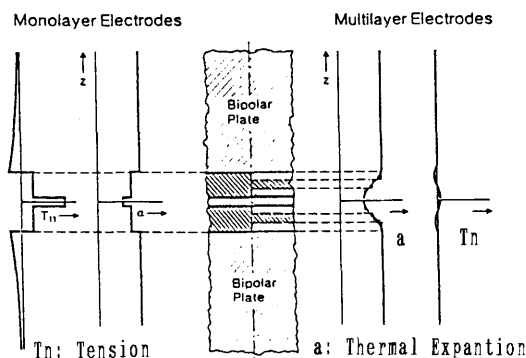 Monolayer Electrodes
Multilayer Electrodes
z
z
Bipolar
Plate
T11
α
a
Tn
Bipolar
Plate
Tn: Tension
a: Thermal Expantion